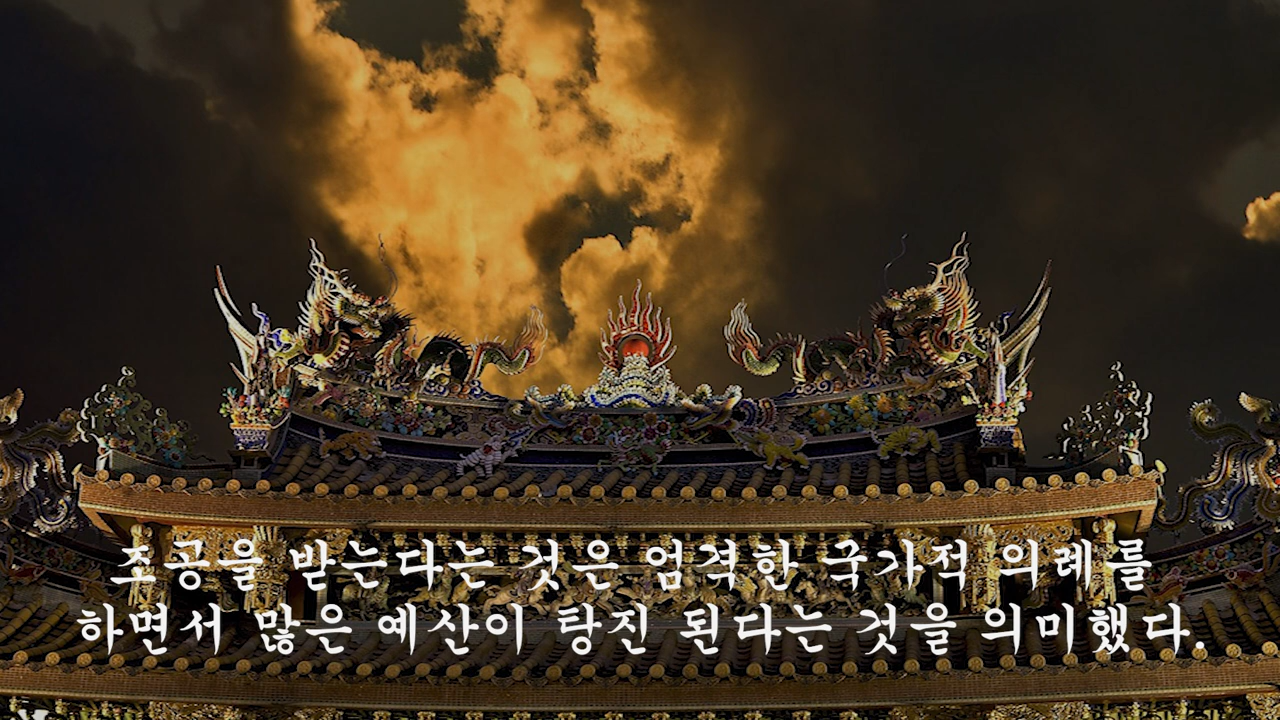 조공을 받는다는 것은 엄격한 국가적 의례를
하면서 많은 예산이 탕진 된다는 것을 의미했다.